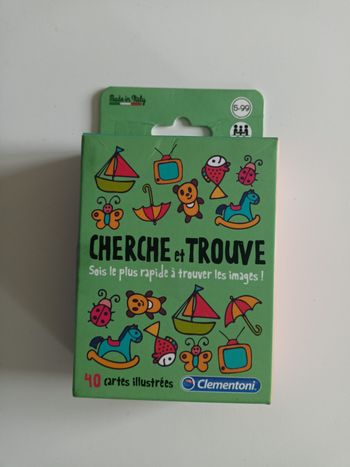 Made in Italy
5-99
CHERCHE et TROUVE
Sois le plus rapide à trouver les images !
40 cartes illustrées
Clementoni